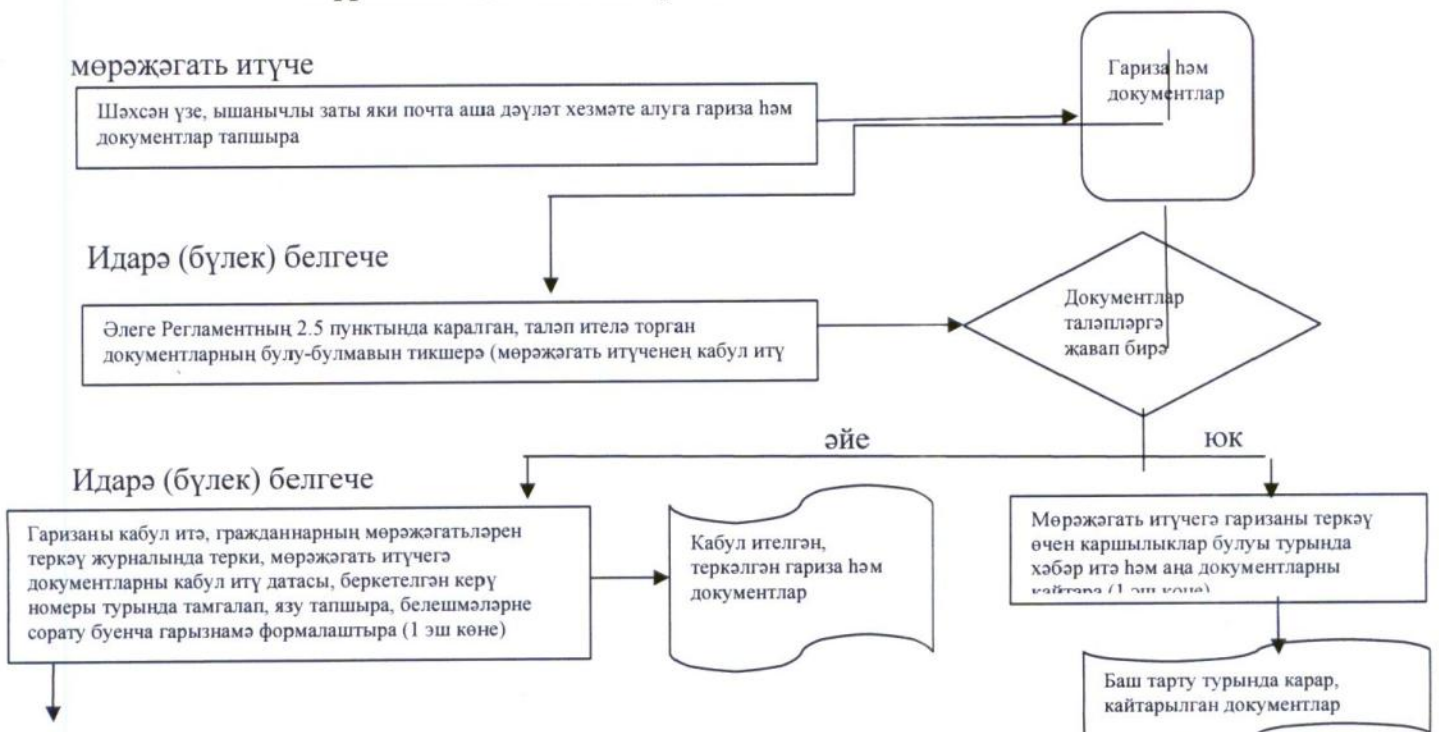 мөрәҗәгать итүче
Шәхсән үзе, ышанычлы заты яки почта аша дәүләт хезмәте алуга гариза һәм
документлар тапшыра
Гариза һәм
документлар
Идарә (бүлек) белгече
Әлеге Регламентның 2.5 пунктында каралган, таләп ителә торган
документларның булу-булмавын тикшерә (мөрәҗәгать итүченең кабул итү
Документлар
таләпләргә
җавап бирә
әйе
юк
Идарә (бүлек) белгече
Гаризаны кабул итә, гражданнарның мөрәҗәгатьләрен
теркәү журналында терки, мөрәҗәгать итүчегә
документларны кабул итү датасы, беркетелгән керү
номеры турында тамгалап, язу тапшыра, белешмәләрне
сорату буенча гарызнамә формалаштыра (1 эш көне)
Кабул ителгән,
теркәлгән гариза һәм
документлар
Мөрәҗәгать итүчегә гаризаны теркәү
өчен каршылыклар булуы турында
хәбәр итә һәм аңа документларны
кайтара (1 эш көне)
Баш тарту турында карар,
кайтарылган документлар